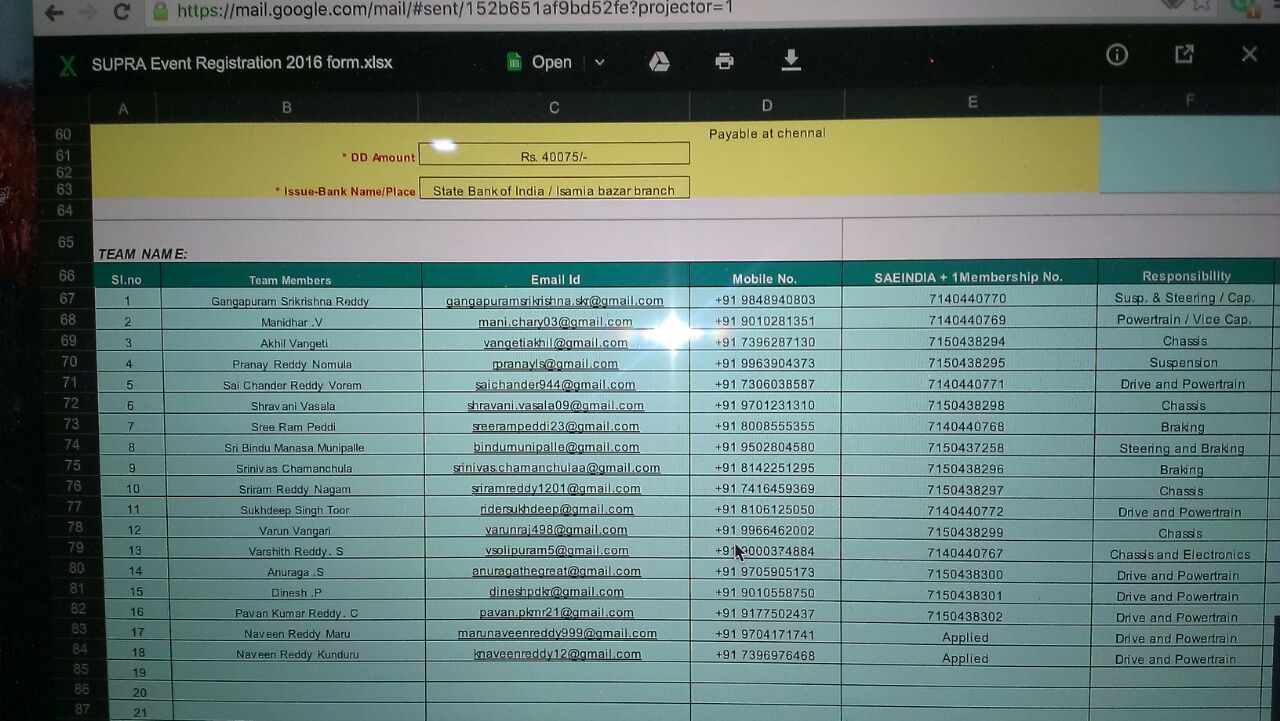 https://mail.google.com/mail/#sent/152b651af9bd52fe?projector=1
X SUPRA Event Registration 2016 form.xlsx Open
A B C D E F
60 Payable at chennai
61 * DD Amount Rs. 40075/-
62
63 * Issue-Bank Name/Place State Bank of India / Isamia bazar branch
64
65 TEAM NAME:
66 Sl.no Team Members Email Id Mobile No. SAEINDIA + 1Membership No. Responsibility
67 1 Gangapuram Srikrishna Reddy gangapuramsrikrishna.skr@gmail.com +91 9848940803 7140440770 Susp. & Steering / Cap.
68 2 Manidhar .V mani.chary03@gmail.com +91 9010281351 7140440769 Powertrain / Vice Cap.
69 3 Akhil Vangeti vangetiakhil@gmail.com +91 7396287130 7150438294 Chassis
70 4 Pranay Reddy Nomula rpranayls@gmail.com +91 9963904373 7150438295 Suspension
71 5 Sai Chander Reddy Vorem saichander944@gmail.com +91 7306038587 7140440771 Drive and Powertrain
72 6 Shravani Vasala shravani.vasala09@gmail.com +91 9701231310 7150438298 Chassis
73 7 Sree Ram Peddi sreerampeddi23@gmail.com +91 8008555355 7140440768 Braking
74 8 Sri Bindu Manasa Munipalle bindumunipalle@gmail.com +91 9502804580 7150437258 Steering and Braking
75 9 Srinivas Chamanchula srinivas.chamanchulaa@gmail.com +91 8142251295 7150438296 Braking
76 10 Sriram Reddy Nagam sriramreddy1201@gmail.com +91 7416459369 7150438297 Chassis
77 11 Sukhdeep Singh Toor ridersukhdeep@gmail.com +91 8106125050 7140440772 Drive and Powertrain
78 12 Varun Vangari varunraj498@gmail.com +91 9966462002 7150438299 Chassis
79 13 Varshith Reddy. S vsolipuram5@gmail.com +91 9000374884 7140440767 Chassis and Electronics
80 14 Anuraga .S anuragathegreat@gmail.com +91 9705905173 7150438300 Drive and Powertrain
81 15 Dinesh .P dineshpdkr@gmail.com +91 9010558750 7150438301 Drive and Powertrain
82 16 Pavan Kumar Reddy. C pavan.pkmr21@gmail.com +91 9177502437 7150438302 Drive and Powertrain
83 17 Naveen Reddy Maru marunaveenreddy999@gmail.com +91 9704171741 Applied Drive and Powertrain
84 18 Naveen Reddy Kunduru knaveenreddy12@gmail.com +91 7396976468 Applied Drive and Powertrain
85 19
86 20
87 21